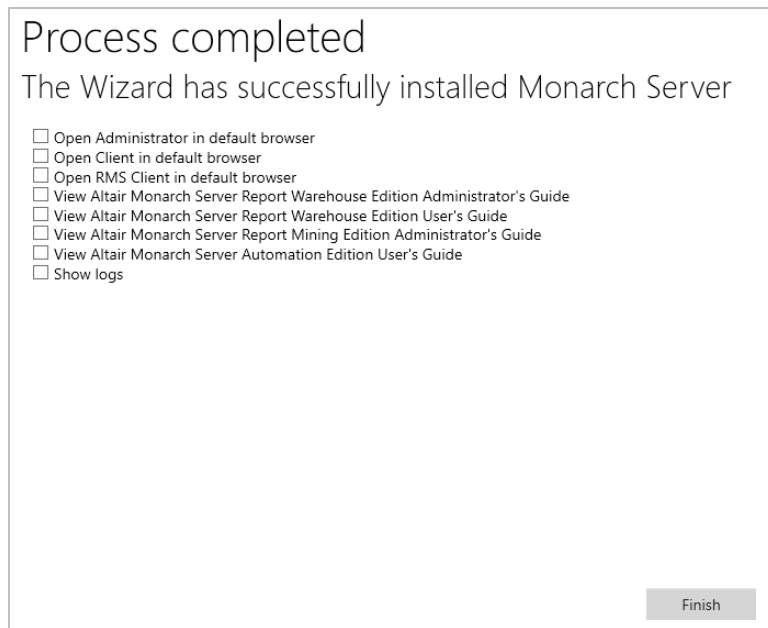 Process completed
The Wizard has successfully installed Monarch Server
Open Administrator in default browser
Open Client in default browser
Open RMS Client in default browser
View Altair Monarch Server Report Warehouse Edition Administrator's Guide
View Altair Monarch Server Report Warehouse Edition User's Guide
View Altair Monarch Server Report Mining Edition Administrator's Guide
View Altair Monarch Server Automation Edition User's Guide
Show logs
Finish